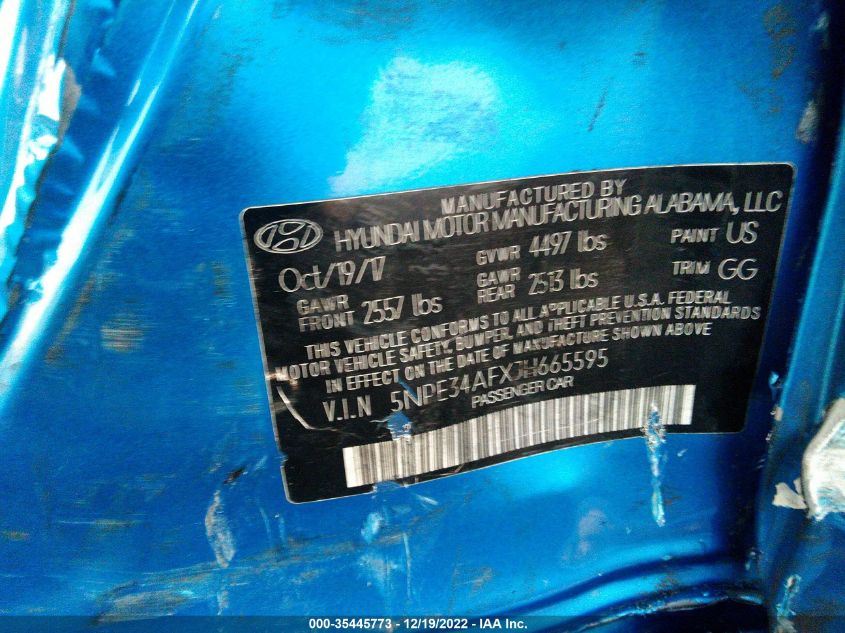 MANUFACTURED BY
HYUNDAI MOTOR MANUFACTURING ALABAMA, LLC
Oct/19/17 GVWR 4497 lbs PAINT US
GAWR FRONT 2557 lbs GAWR REAR 2513 lbs TRIM GG
THIS VEHICLE CONFORMS TO ALL APPLICABLE U.S.A. FEDERAL
MOTOR VEHICLE SAFETY, BUMPER, AND THEFT PREVENTION STANDARDS
IN EFFECT ON THE DATE OF MANUFACTURE SHOWN ABOVE
V.I.N 5NPE34AFXJH665595
PASSENGER CAR
000-35445773 - 12/19/2022 - IAA Inc.